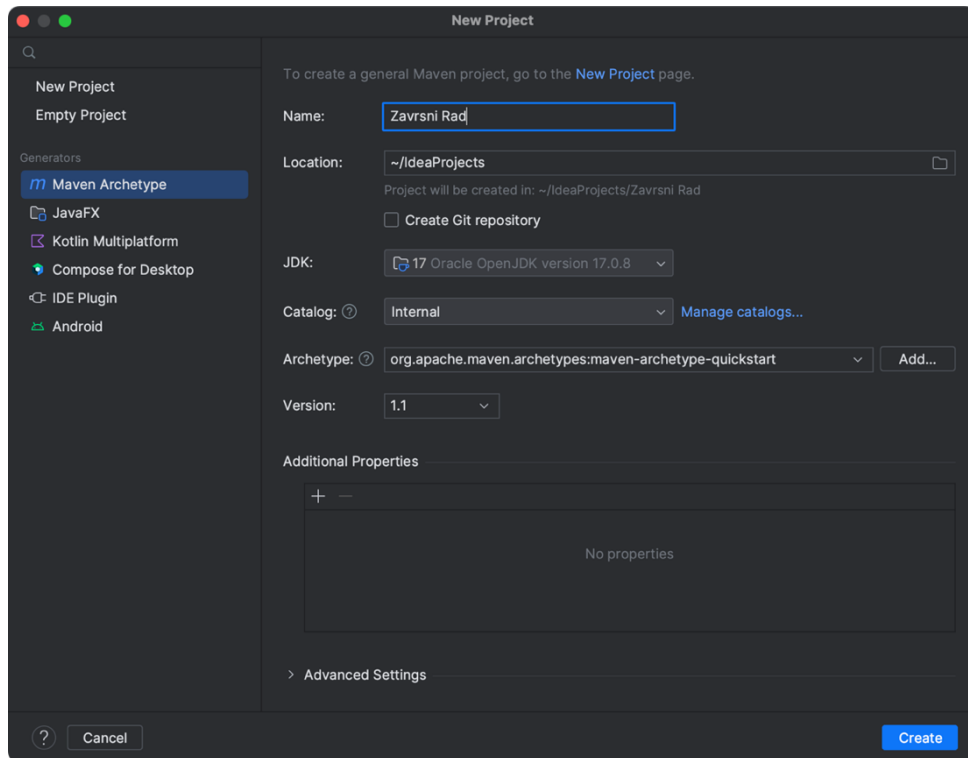 New Project
New Project
Empty Project
Generators
Maven Archetype
JavaFX
Kotlin Multiplatform
Compose for Desktop
IDE Plugin
Android
To create a general Maven project, go to the New Project page.
Name: Zavrsni Rad
Location: ~/IdeaProjects
Project will be created in: ~/IdeaProjects/Zavrsni Rad
Create Git repository
JDK: 17 Oracle OpenJDK version 17.0.8
Catalog: ? Internal Manage catalogs...
Archetype: ? org.apache.maven.archetypes:maven-archetype-quickstart Add...
Version: 1.1
Additional Properties
No properties
Advanced Settings
? Cancel Create